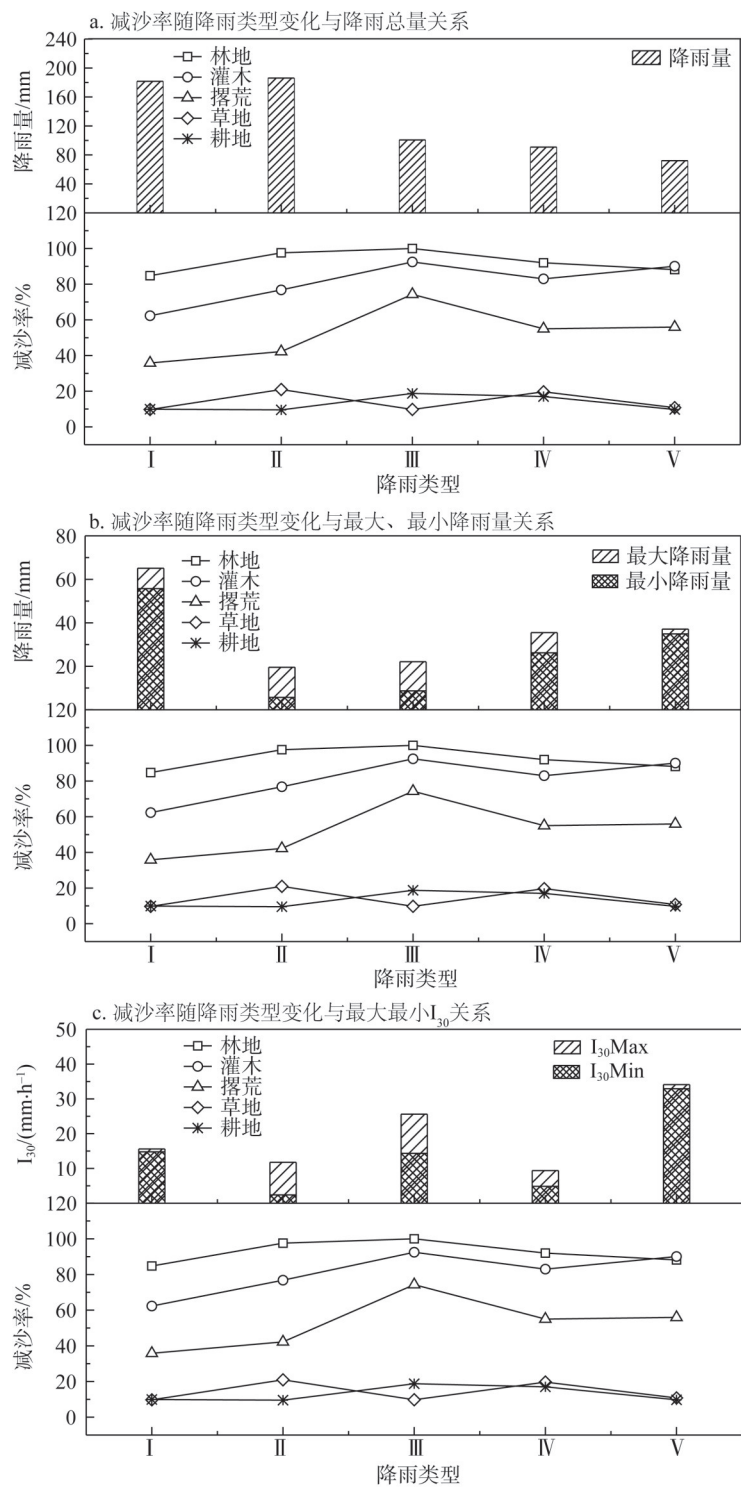 a. 减沙率随降雨类型变化与降雨总量关系
240
200
160
120
80
40
120
降雨量/mm
林地
灌木
撂荒
草地
耕地
降雨量
100
80
60
40
20
0
减沙率/%
Ⅰ Ⅱ Ⅲ Ⅳ Ⅴ
降雨类型
b. 减沙率随降雨类型变化与最大、最小降雨量关系
80
60
40
20
120
降雨量/mm
林地
灌木
撂荒
草地
耕地
最大降雨量
最小降雨量
100
80
60
40
20
0
减沙率/%
Ⅰ Ⅱ Ⅲ Ⅳ Ⅴ
降雨类型
c. 减沙率随降雨类型变化与最大最小I₃₀关系
50
40
30
20
10
120
I₃₀/(mm·h⁻¹)
林地
灌木
撂荒
草地
耕地
I₃₀Max
I₃₀Min
100
80
60
40
20
0
减沙率/%
Ⅰ Ⅱ Ⅲ Ⅳ Ⅴ
降雨类型